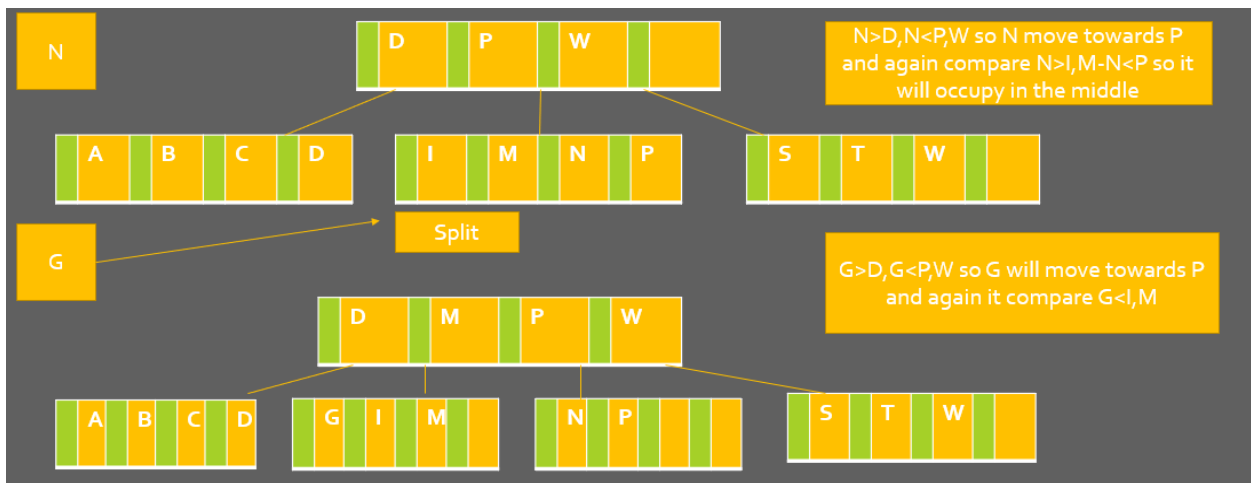 N
D P W
N>D,N<P,W so N move towards P
and again compare N>I,M-N<P so it
will occupy in the middle
A B C D
I M N P
S T W
G
Split
G>D,G<P,W so G will move towards P
and again it compare G<I,M
D M P W
A B C D
G I M
N P
S T W